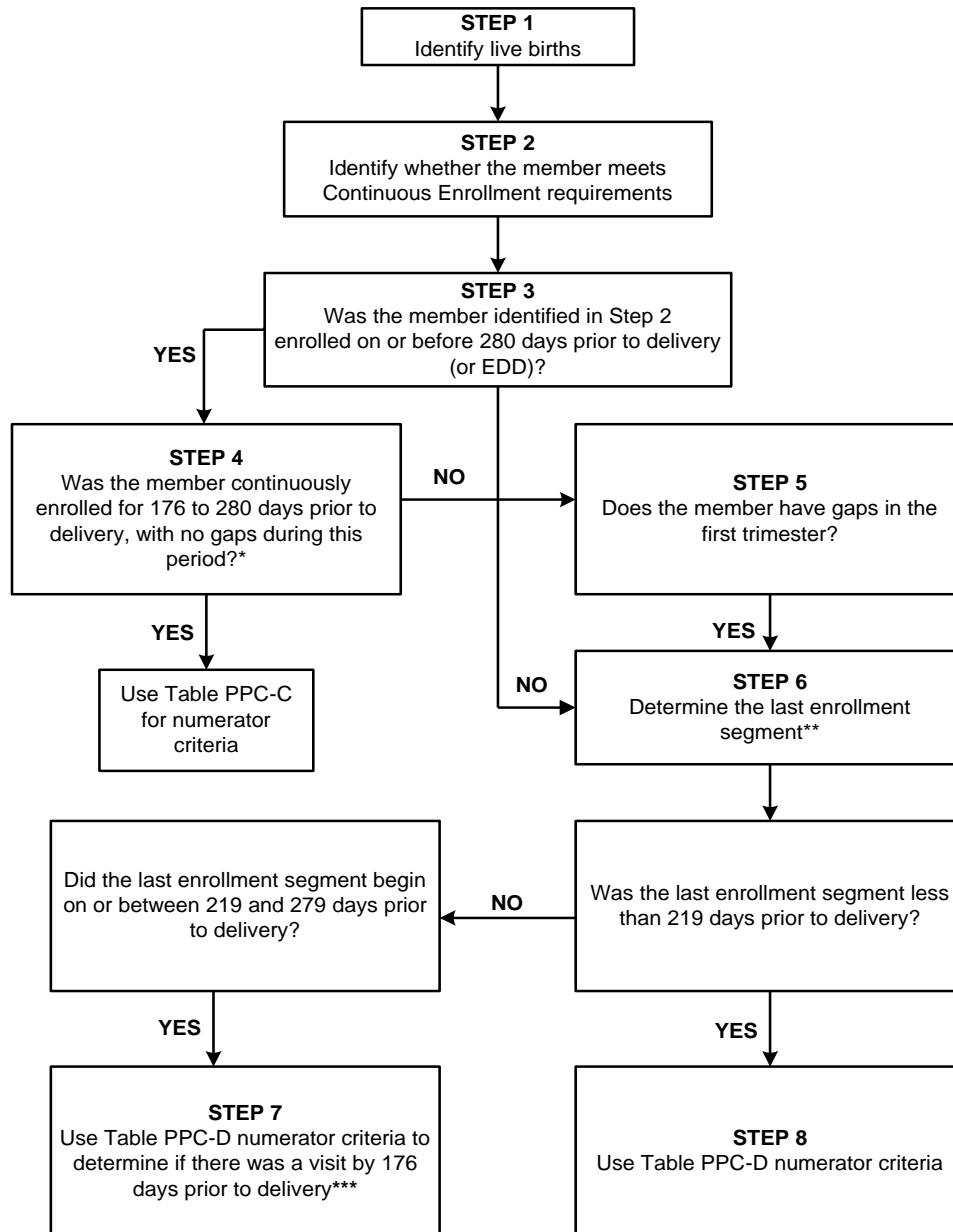 STEP 1
Identify live births
STEP 2
Identify whether the member meets
Continuous Enrollment requirements
STEP 3
Was the member identified in Step 2
enrolled on or before 280 days prior to delivery
(or EDD)?
YES
STEP 4
Was the member continuously
enrolled for 176 to 280 days prior to
delivery, with no gaps during this
period?*
NO
STEP 5
Does the member have gaps in the
first trimester?
YES
YES
Use Table PPC-C
for numerator
criteria
NO
STEP 6
Determine the last enrollment
segment**
Did the last enrollment segment begin
on or between 219 and 279 days prior
to delivery?
NO
Was the last enrollment segment less
than 219 days prior to delivery?
YES
YES
STEP 7
Use Table PPC-D numerator criteria to
determine if there was a visit by 176
days prior to delivery***
STEP 8
Use Table PPC-D numerator criteria